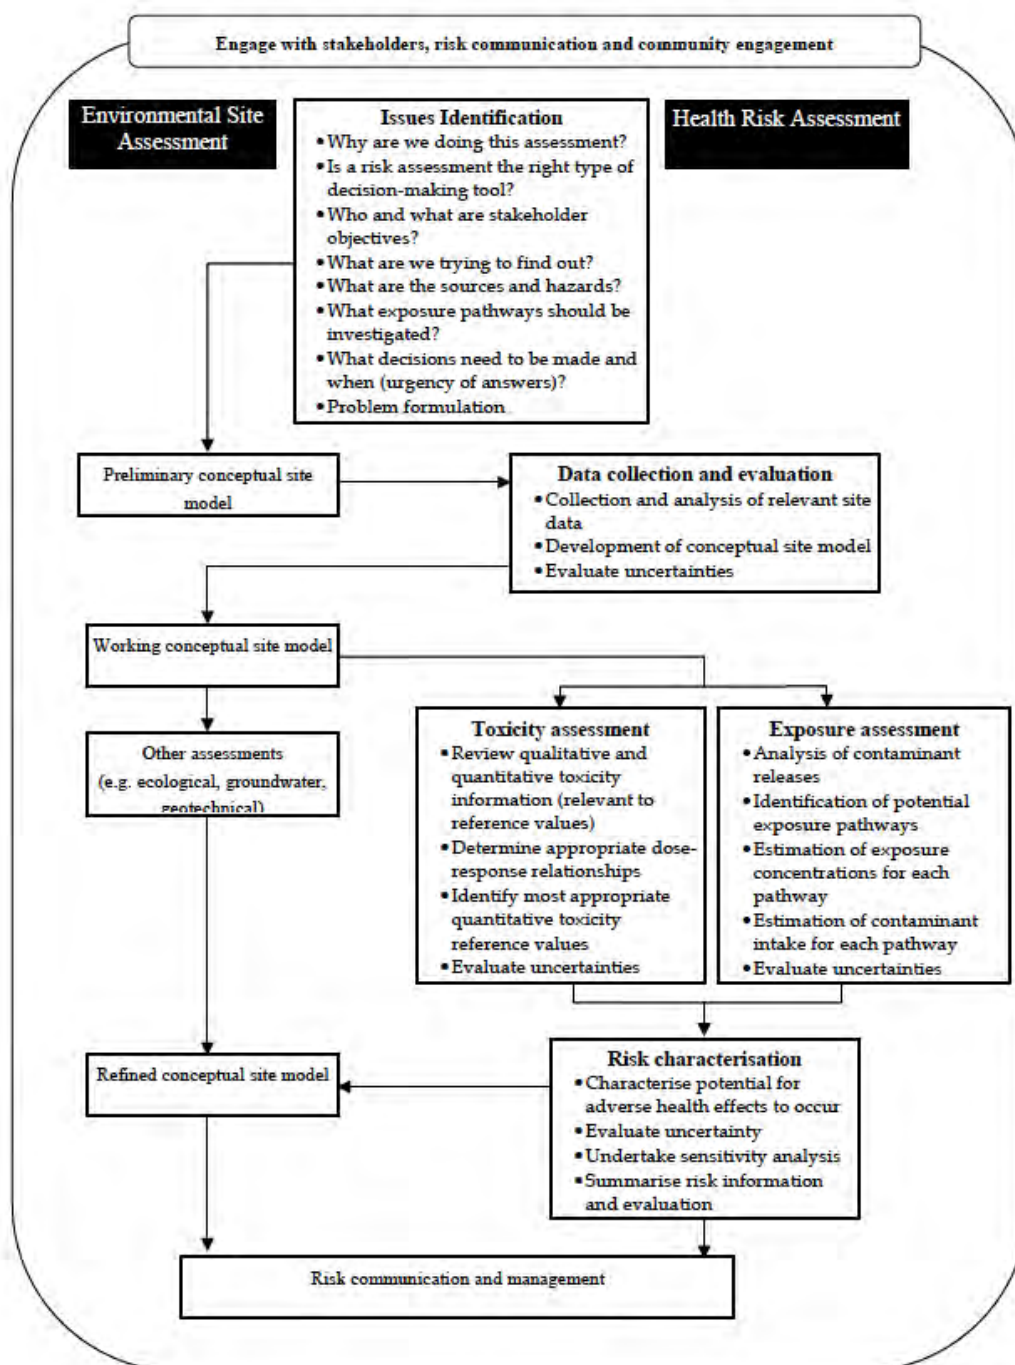 Engage with stakeholders, risk communication and community engagement
Environmental Site
Assessment
Issues Identification
•Why are we doing this assessment?
•Is a risk assessment the right type of
decision-making tool?
•Who and what are stakeholder
objectives?
•What are we trying to find out?
•What are the sources and hazards?
•What exposure pathways should be
investigated?
•What decisions need to be made and
when (urgency of answers)?
•Problem formulation
Health Risk Assessment
Preliminary conceptual site
model
Data collection and evaluation
•Collection and analysis of relevant site
data
•Development of conceptual site model
•Evaluate uncertainties
Working conceptual site model
Other assessments
(e.g. ecological, groundwater,
geotechnical)
Toxicity assessment
•Review qualitative and
quantitative toxicity
information (relevant to
reference values)
•Determine appropriate dose-
response relationships
•Identify most appropriate
quantitative toxicity
reference values
•Evaluate uncertainties
Exposure assessment
•Analysis of contaminant
releases
•Identification of potential
exposure pathways
•Estimation of exposure
concentrations for each
pathway
•Estimation of contaminant
intake for each pathway
•Evaluate uncertainties
Refined conceptual site model
Risk characterisation
•Characterise potential for
adverse health effects to occur
•Evaluate uncertainty
•Undertake sensitivity analysis
•Summarise risk information
and evaluation
Risk communication and management